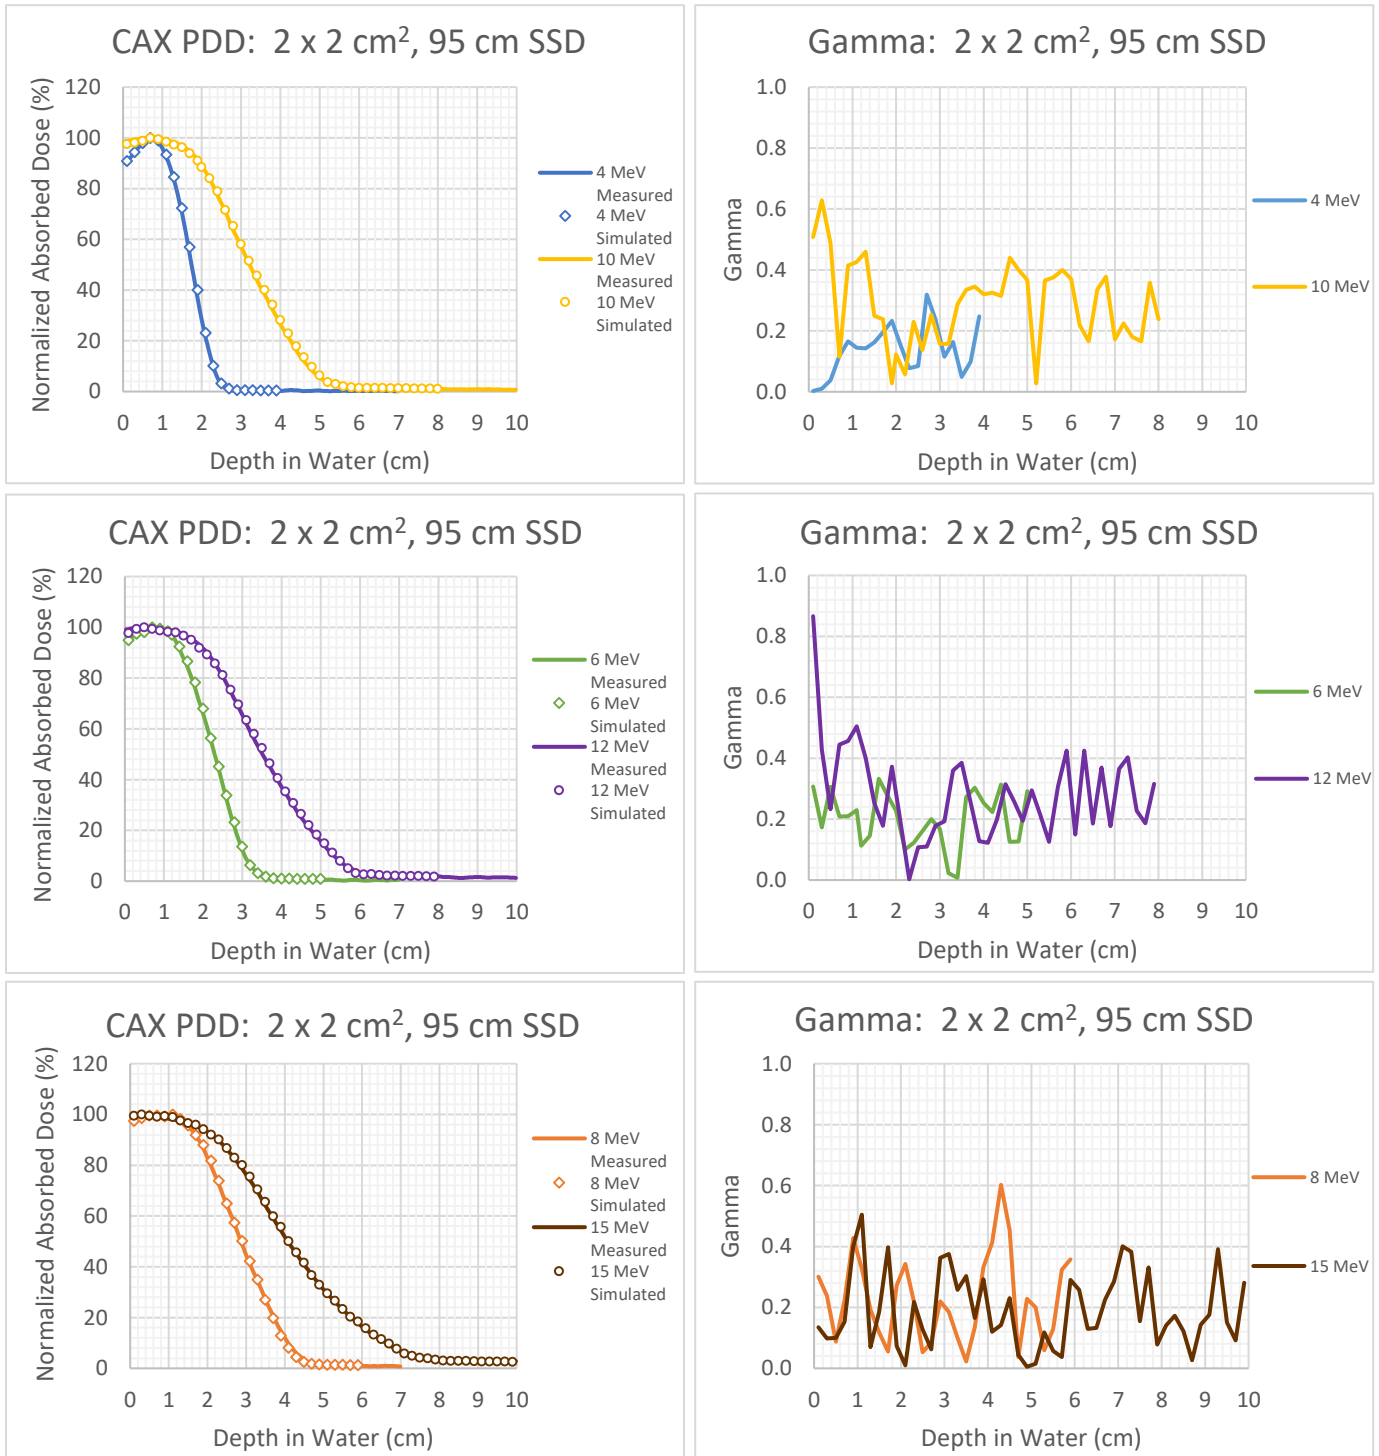 CAX PDD:  2 x 2 cm², 95 cm SSD
Normalized Absorbed Dose (%)
120
100
80
60
40
20
0
0 1 2 3 4 5 6 7 8 9 10
Depth in Water (cm)
4 MeV
Measured
4 MeV
Simulated
10 MeV
Measured
10 MeV
Simulated
Gamma:  2 x 2 cm², 95 cm SSD
Gamma
1.0
0.8
0.6
0.4
0.2
0.0
0 1 2 3 4 5 6 7 8 9 10
Depth in Water (cm)
4 MeV
10 MeV
CAX PDD:  2 x 2 cm², 95 cm SSD
Normalized Absorbed Dose (%)
120
100
80
60
40
20
0
0 1 2 3 4 5 6 7 8 9 10
Depth in Water (cm)
6 MeV
Measured
6 MeV
Simulated
12 MeV
Measured
12 MeV
Simulated
Gamma:  2 x 2 cm², 95 cm SSD
Gamma
1.0
0.8
0.6
0.4
0.2
0.0
0 1 2 3 4 5 6 7 8 9 10
Depth in Water (cm)
6 MeV
12 MeV
CAX PDD:  2 x 2 cm², 95 cm SSD
Normalized Absorbed Dose (%)
120
100
80
60
40
20
0
0 1 2 3 4 5 6 7 8 9 10
Depth in Water (cm)
8 MeV
Measured
8 MeV
Simulated
15 MeV
Measured
15 MeV
Simulated
Gamma:  2 x 2 cm², 95 cm SSD
Gamma
1.0
0.8
0.6
0.4
0.2
0.0
0 1 2 3 4 5 6 7 8 9 10
Depth in Water (cm)
8 MeV
15 MeV